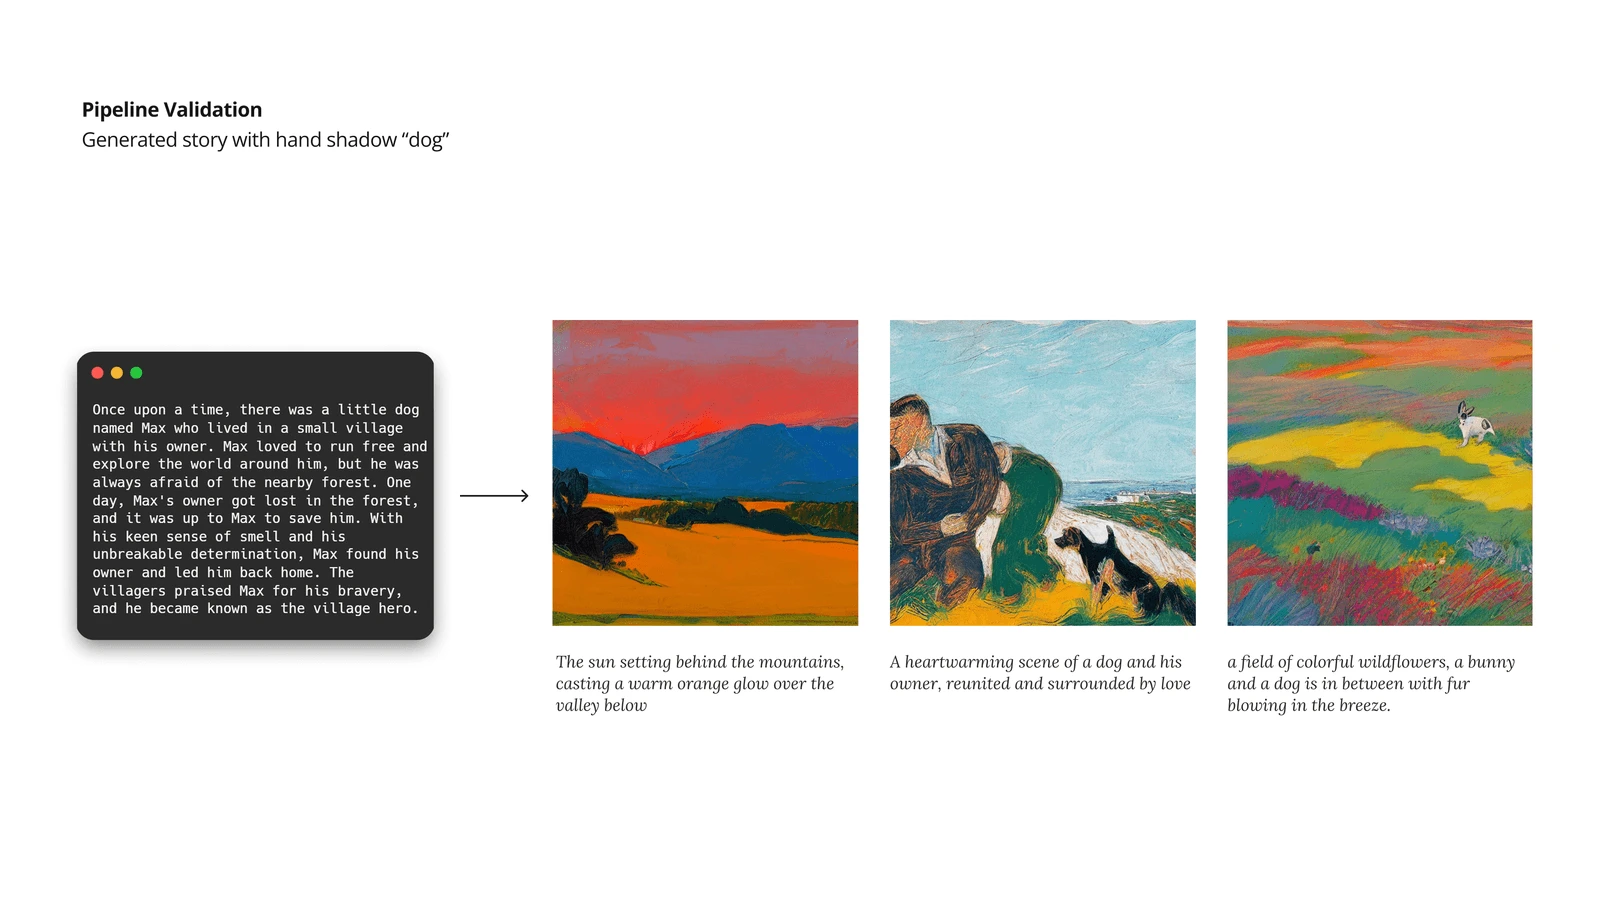 Pipeline Validation
Generated story with hand shadow “dog”
Once upon a time, there was a little dog
named Max who lived in a small village
with his owner. Max loved to run free and
explore the world around him, but he was
always afraid of the nearby forest. One
day, Max's owner got lost in the forest,
and it was up to Max to save him. With
his keen sense of smell and his
unbreakable determination, Max found his
owner and led him back home. The
villagers praised Max for his bravery,
and he became known as the village hero.
The sun setting behind the mountains,
casting a warm orange glow over the
valley below
A heartwarming scene of a dog and his
owner, reunited and surrounded by love
a field of colorful wildflowers, a bunny
and a dog is in between with fur
blowing in the breeze.